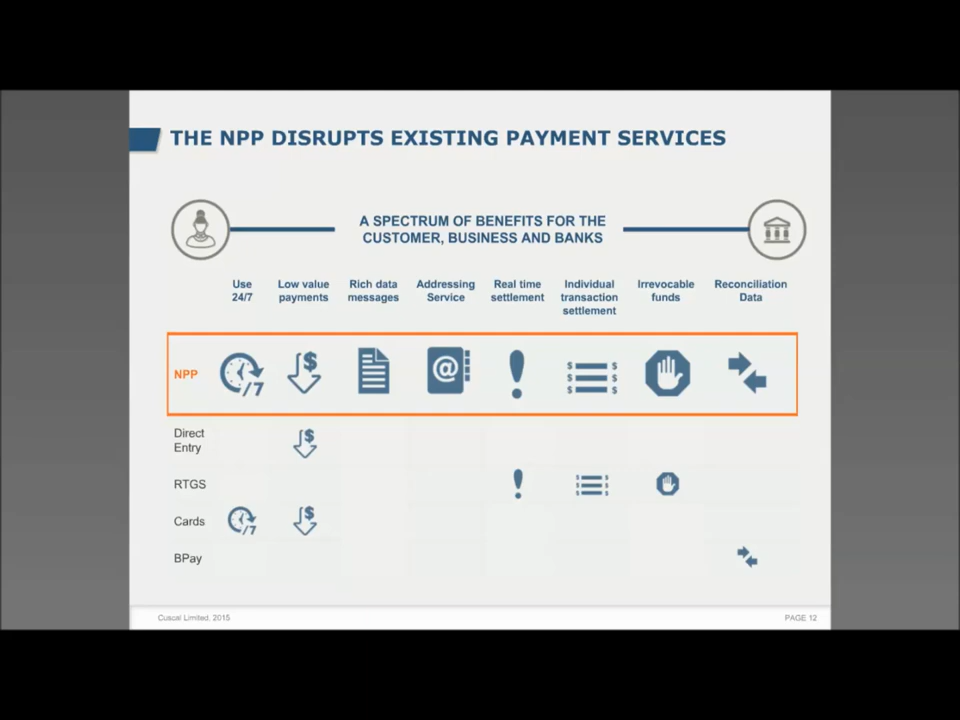 THE NPP DISRUPTS EXISTING PAYMENT SERVICES
A SPECTRUM OF BENEFITS FOR THE
CUSTOMER, BUSINESS AND BANKS
Use
24/7
Low value
payments
Rich data
messages
Addressing
Service
Real time
settlement
Individual
transaction
settlement
Irrevocable
funds
Reconciliation
Data
NPP
/7
$
@
$ $
$ $
$ $
Direct
Entry
$
RTGS
$ $
$ $
$ $
Cards
/7
$
BPay
Cuscal Limited. 2015
PAGE 12